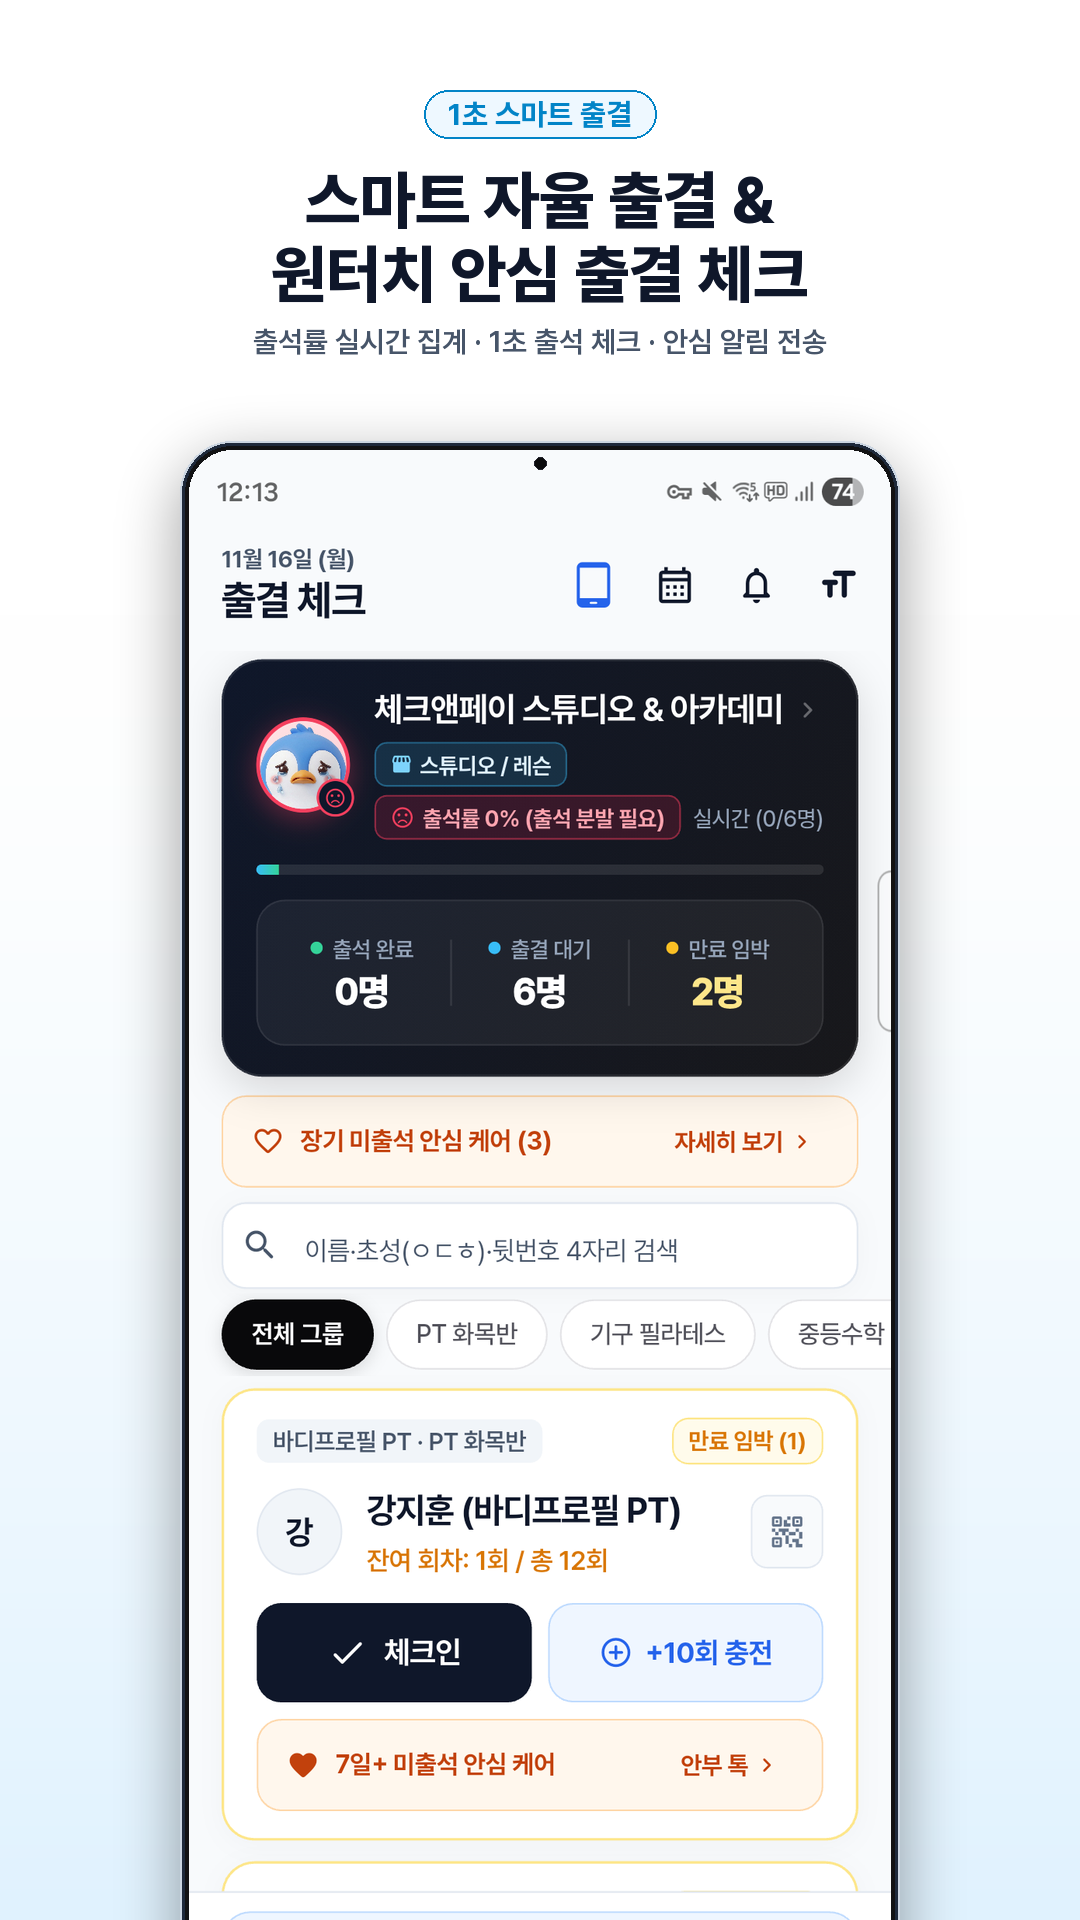 1초 스마트 출결
스마트 자율 출결 &
원터치 안심 출결 체크
출석률 실시간 집계 · 1초 출석 체크 · 안심 알림 전송
12:13
5 HD 74
11월 16일 (월)
출결 체크
체크앤페이 스튜디오 & 아카데미
스튜디오 / 레슨
출석률 0% (출석 분발 필요) 실시간 (0/6명)
출석 완료 출결 대기 만료 임박
0명 6명 2명
장기 미출석 안심 케어 (3) 자세히 보기
이름·초성(ㅇㄷㅎ)·뒷번호 4자리 검색
전체 그룹 PT 화목반 기구 필라테스 중등수학
바디프로필 PT · PT 화목반 만료 임박 (1)
강 강지훈 (바디프로필 PT)
잔여 회차: 1회 / 총 12회
체크인 +10회 충전
7일+ 미출석 안심 케어 안부 톡